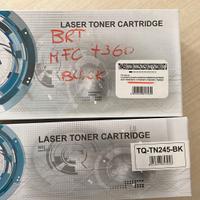 LASER TONER CARTRIDGE
BRT
MFC 7360
BLACK
LASER TONER CARTRIDGE
TQ-TN245-BK